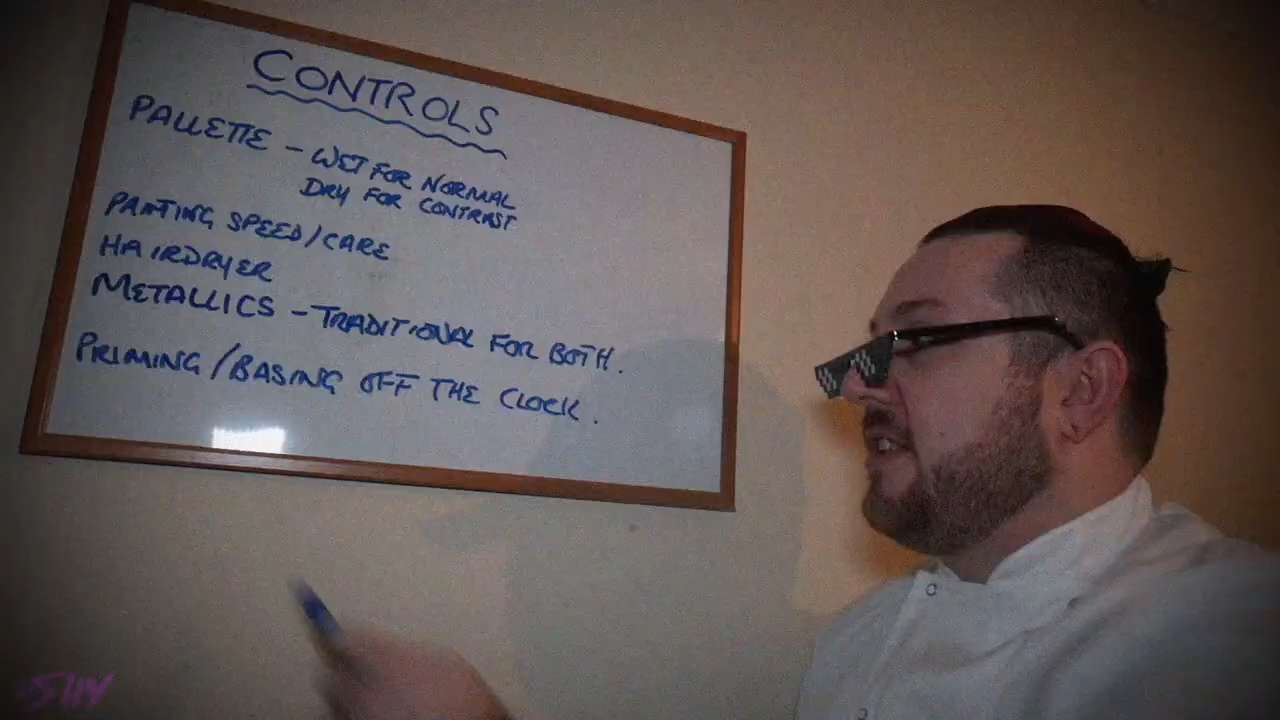 CONTROLS
PALLETTE - WET FOR NORMAL
DRY FOR CONTRAST
PAINTING SPEED/CARE
HAIRDRYER
METALLICS - TRADITIONAL FOR BOTH.
PRIMING /BASING OFF THE CLOCK.